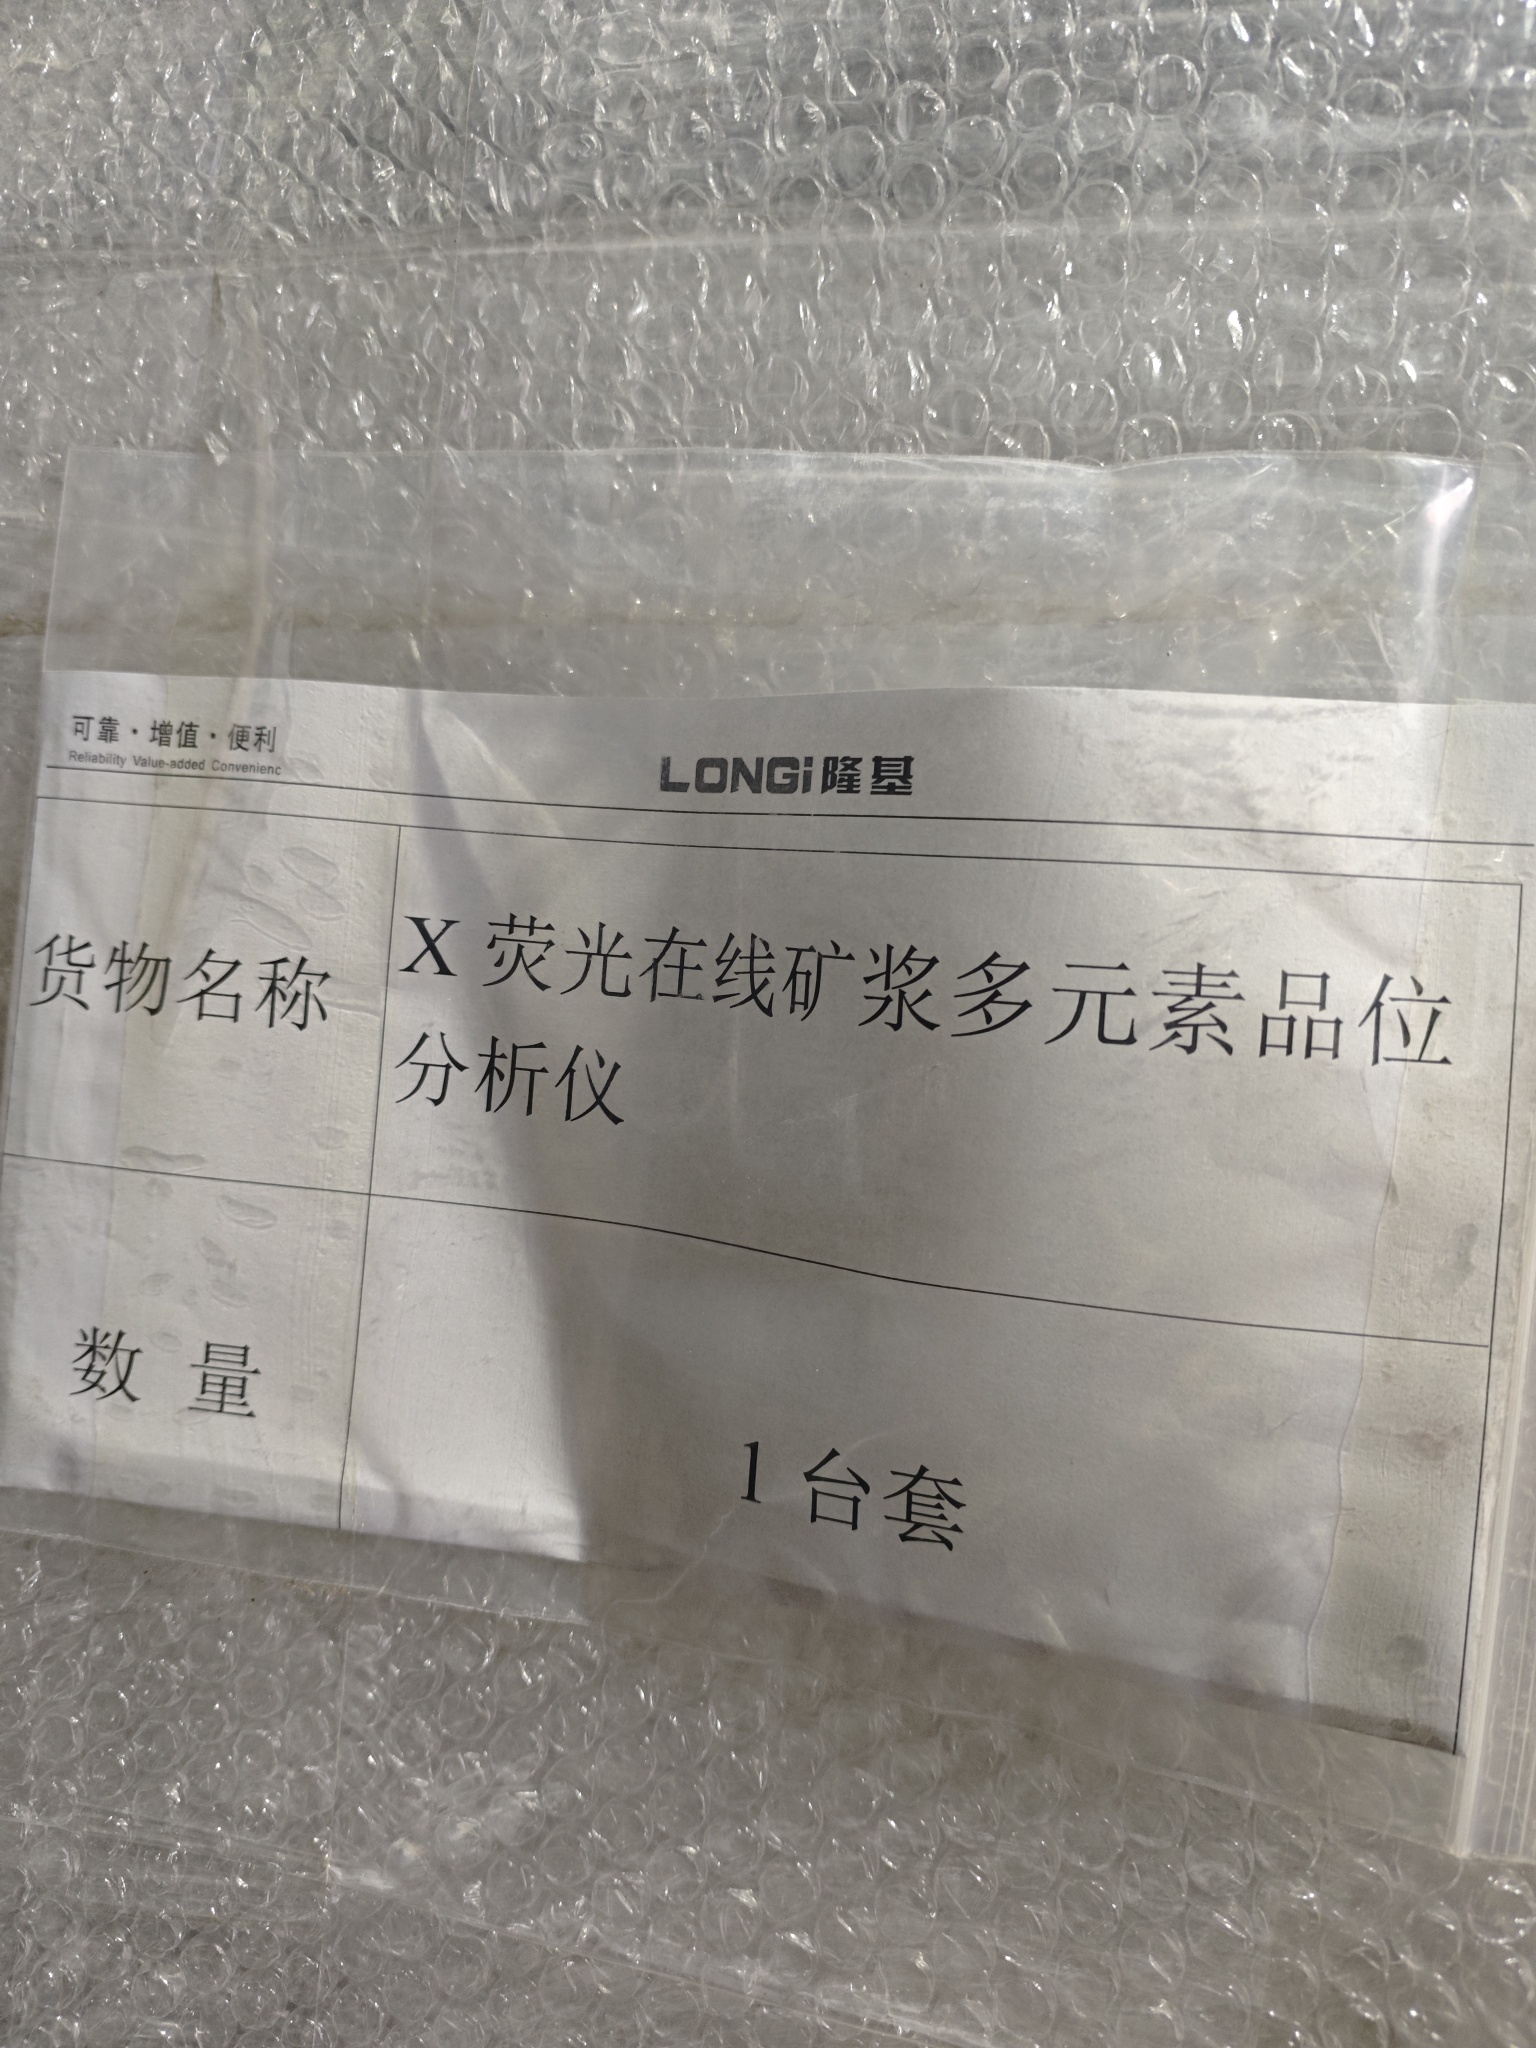 可靠·增值·便利
Reliability Value-added Convenienc
LONGi隆基
货物名称
X 荧光在线矿浆多元素品位
分析仪
数 量
1 台套